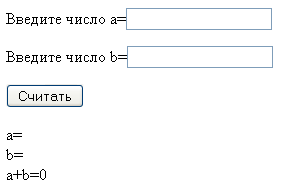 Введите число a=
Введите число b=
Считать
a=
b=
a+b=0